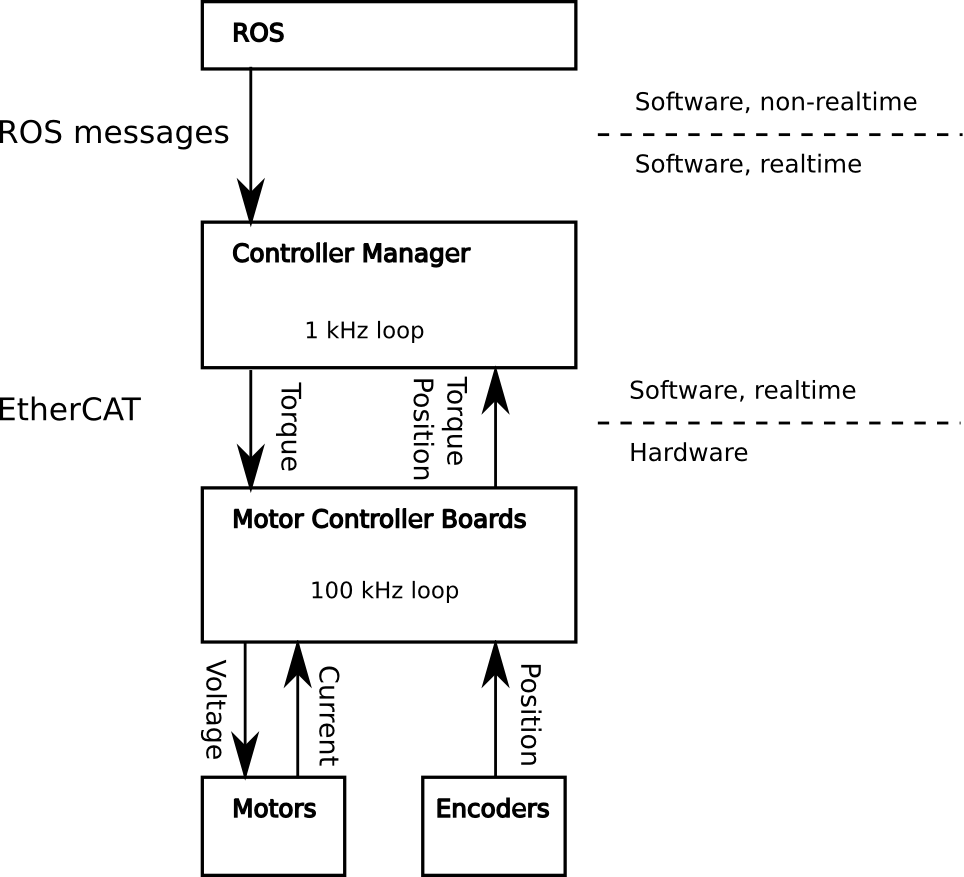 ROS
Software, non-realtime
ROS messages
Software, realtime
Controller Manager
1 kHz loop
EtherCAT
Torque
Torque
Position
Software, realtime
Hardware
Motor Controller Boards
100 kHz loop
Voltage
Current
Position
Motors
Encoders